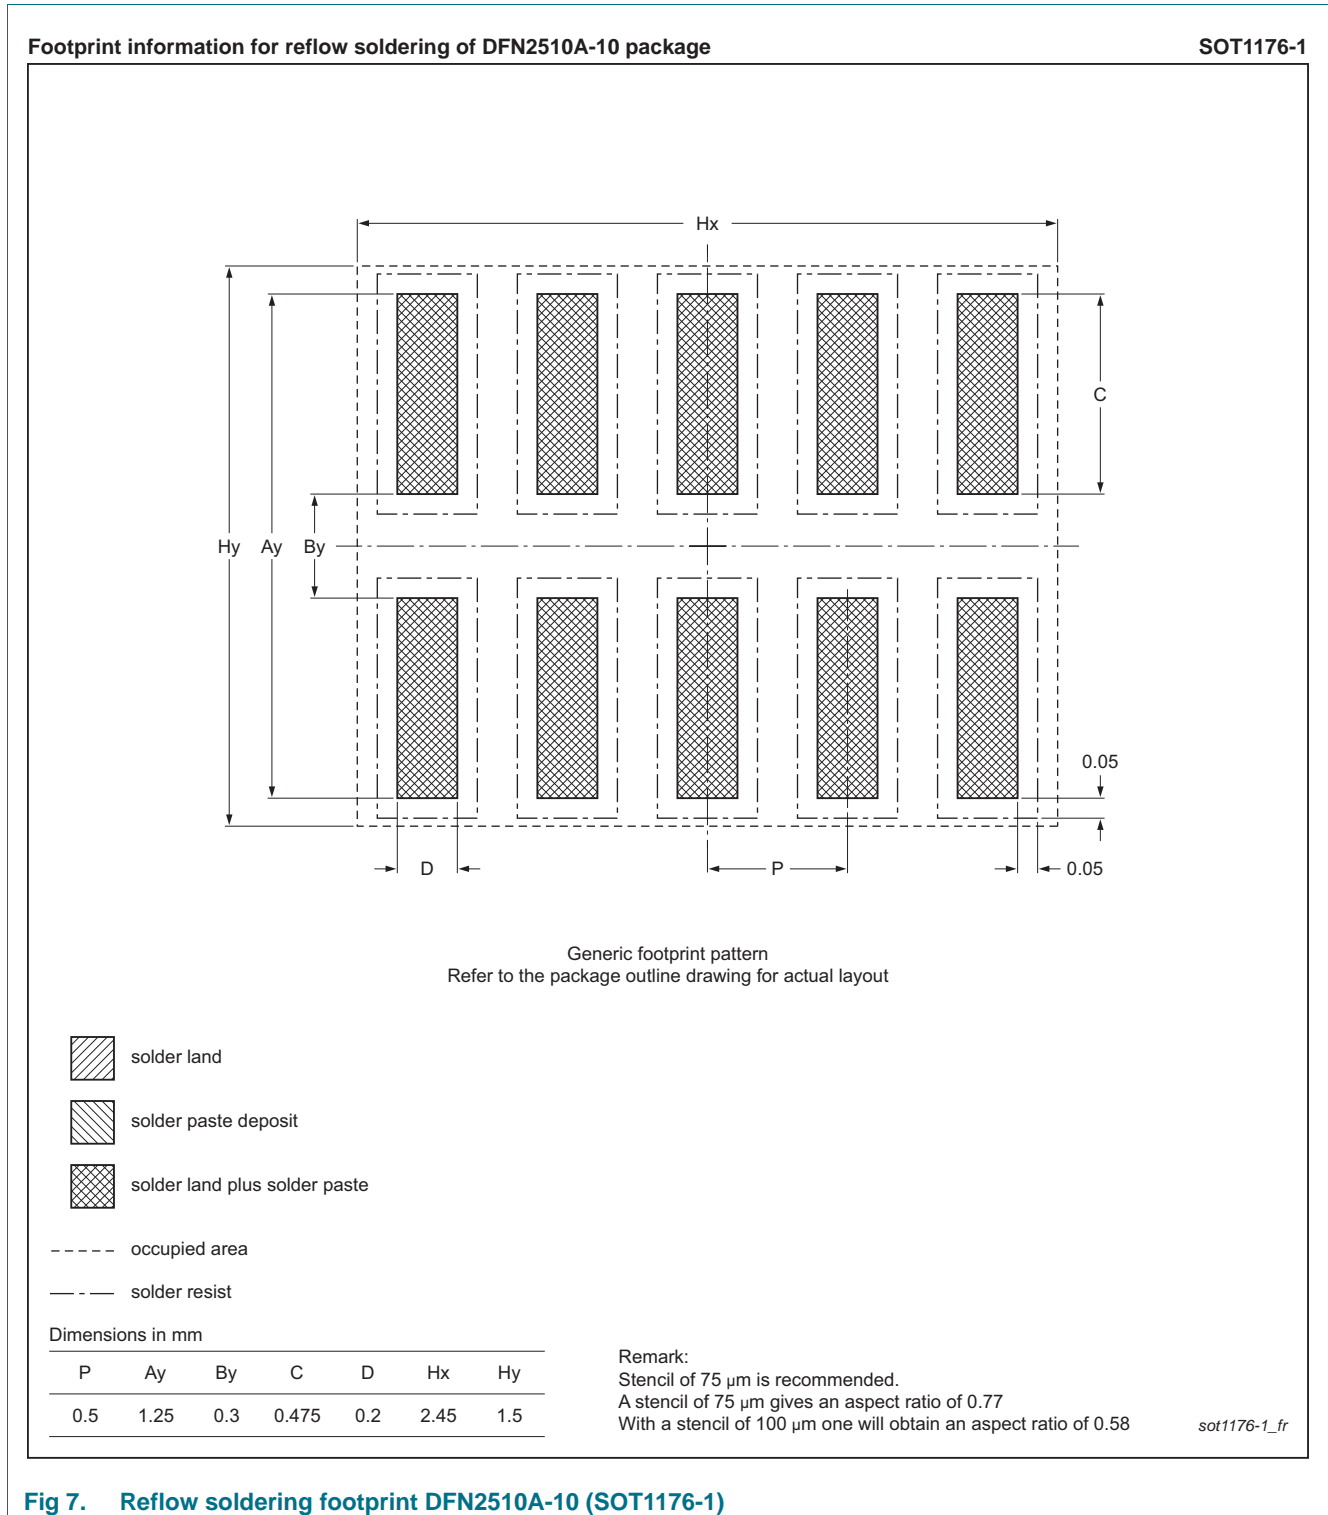 Footprint information for reflow soldering of DFN2510A-10 package SOT1176-1
Hx
C
Hy Ay By
0.05
D P 0.05
Generic footprint pattern
Refer to the package outline drawing for actual layout
solder land
solder paste deposit
solder land plus solder paste
occupied area
solder resist
Dimensions in mm
P Ay By C D Hx Hy
0.5 1.25 0.3 0.475 0.2 2.45 1.5
Remark:
Stencil of 75 μm is recommended.
A stencil of 75 μm gives an aspect ratio of 0.77
With a stencil of 100 μm one will obtain an aspect ratio of 0.58
sot1176-1_fr
Fig 7. Reflow soldering footprint DFN2510A-10 (SOT1176-1)